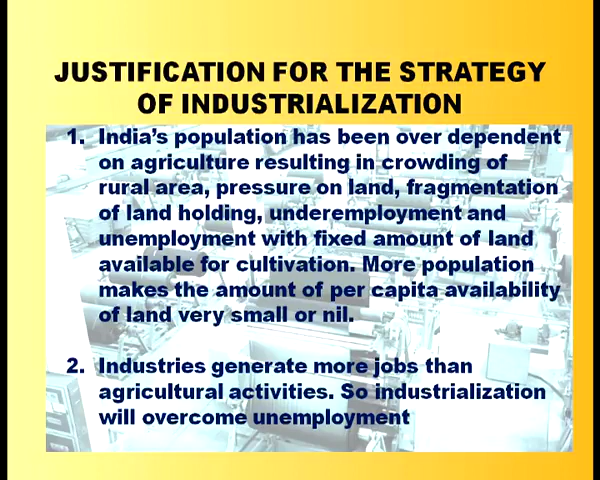 JUSTIFICATION FOR THE STRATEGY
OF INDUSTRIALIZATION
1. India's population has been over dependent
on agriculture resulting in crowding of
rural area, pressure on land, fragmentation
of land holding, underemployment and
unemployment with fixed amount of land
available for cultivation. More population
makes the amount of per capita availability
of land very small or nil.
2. Industries generate more jobs than
agricultural activities. So industrialization
will overcome unemployment